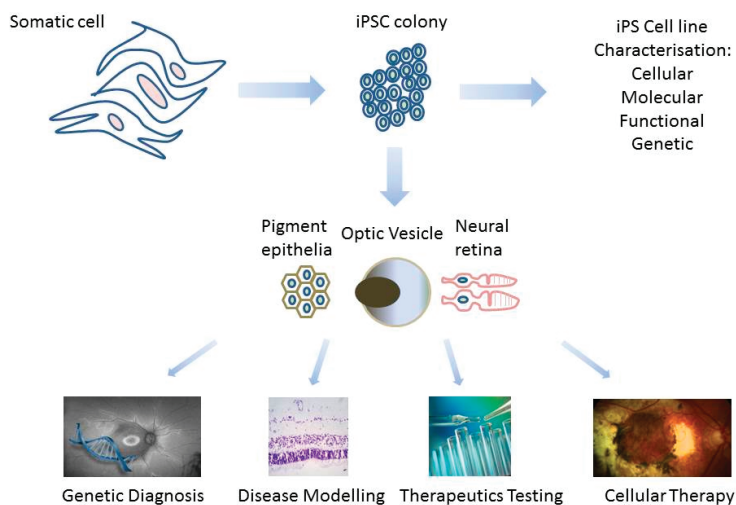 Somatic cell
iPSC colony
iPS Cell line
Characterisation:
Cellular
Molecular
Functional
Genetic
Pigment
epithelia
Optic Vesicle
Neural
retina
Genetic Diagnosis
Disease Modelling
Therapeutics Testing
Cellular Therapy